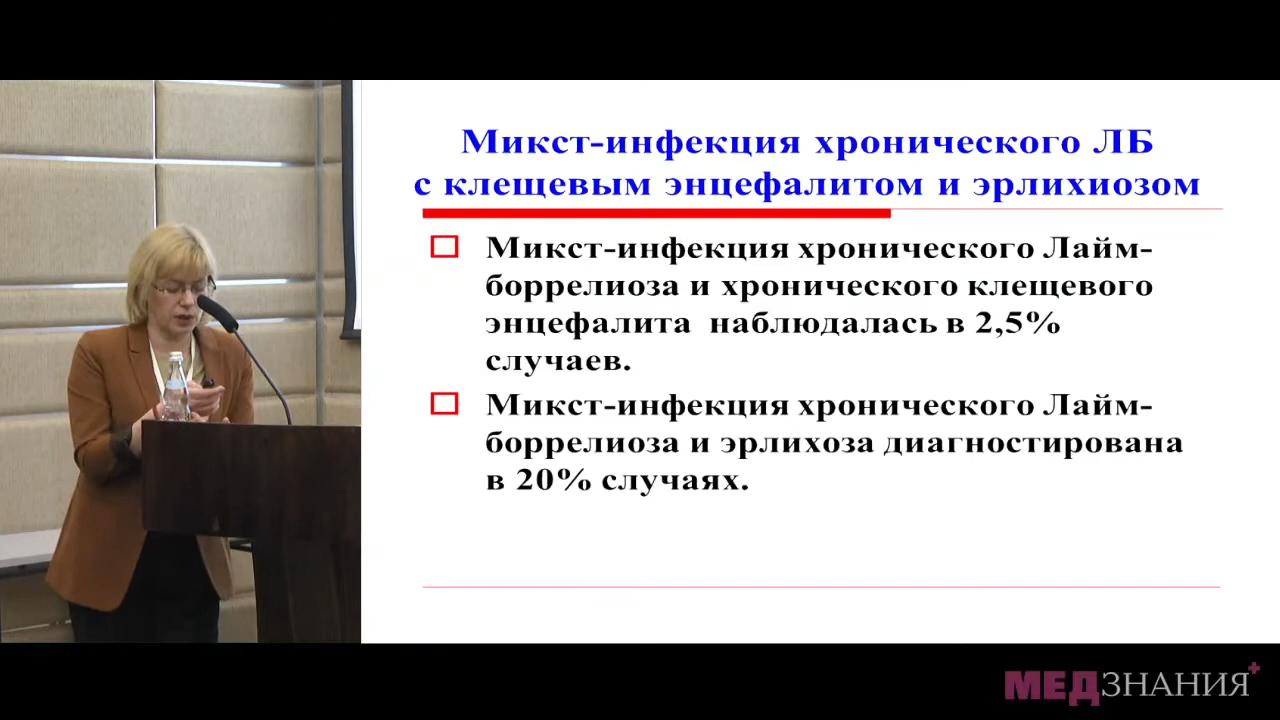 Микст-инфекция хронического ЛБ
с клещевым энцефалитом и эрлихиозом
Микст-инфекция хронического Лайм-
боррелиоза и хронического клещевого
энцефалита наблюдалась в 2,5%
случаев.
Микст-инфекция хронического Лайм-
боррелиоза и эрлихоза диагностирована
в 20% случаях.
МЕДЗНАНИЯ+